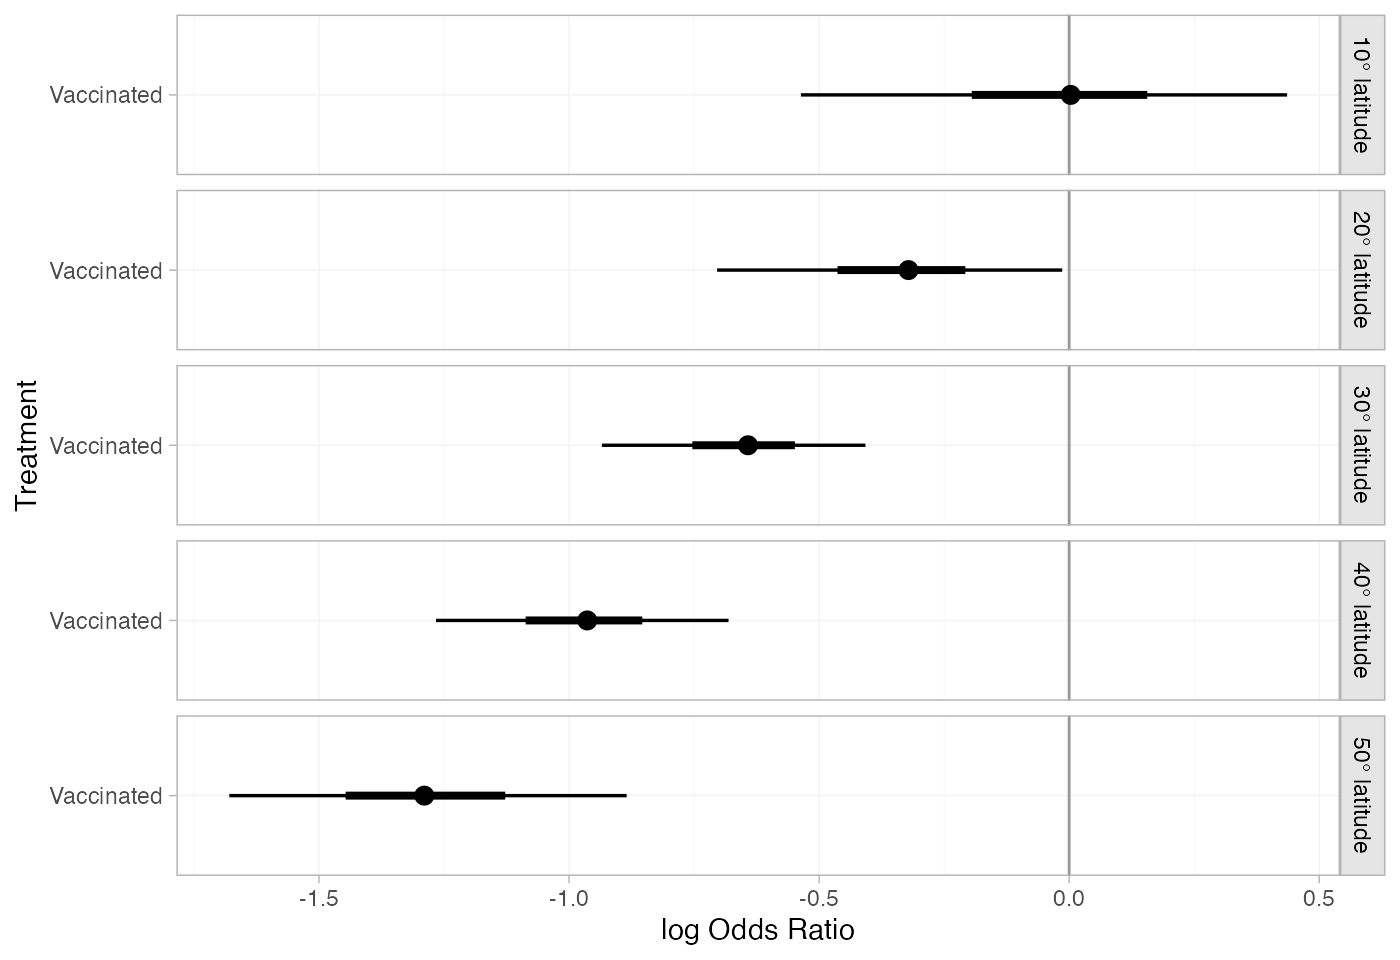 Treatment
Vaccinated
10° latitude
Vaccinated
20° latitude
Vaccinated
30° latitude
Vaccinated
40° latitude
Vaccinated
50° latitude
-1.5 -1.0 -0.5 0.0 0.5
log Odds Ratio